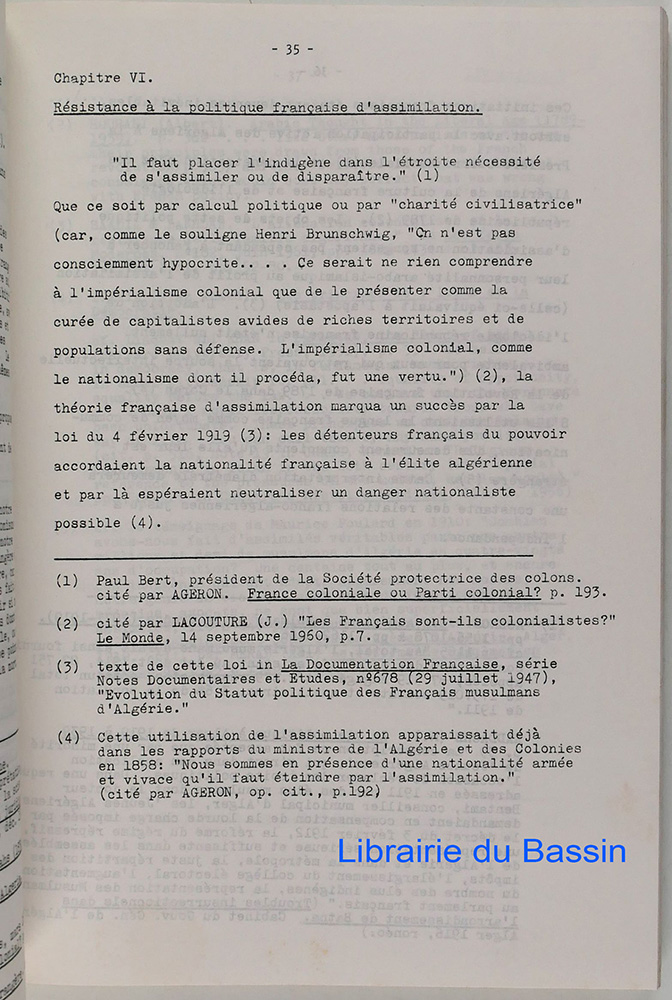 - 35 -
Chapitre VI.
Résistance à la politique française d'assimilation.
"Il faut placer l'indigène dans l'étroite nécessité
de s'assimiler ou de disparaître." (1)
Que ce soit par calcul politique ou par "charité civilisatrice"
(car, comme le souligne Henri Brunschwig, "Çn n'est pas
consciemment hypocrite.. . . Ce serait ne rien comprendre
à l'impérialisme colonial que de le présenter comme la
curée de capitalistes avides de riches territoires et de
populations sans défense. L'impérialisme colonial, comme
le nationalisme dont il procéda, fut une vertu.") (2), la
théorie française d'assimilation marqua un succès par la
loi du 4 février 1919 (3): les détenteurs français du pouvoir
accordaient la nationalité française à l'élite algérienne
et par là espéraient neutraliser un danger nationaliste
possible (4).
(1) Paul Bert, président de la Société protectrice des colons.
cité par AGERON. France coloniale ou Parti colonial? p. 193.
(2) cité par LACOUTURE (J.) "Les Français sont-ils colonialistes?"
Le Monde, 14 septembre 1960, p.7.
(3) texte de cette loi in La Documentation Française, série
Notes Documentaires et Etudes, nº678 (29 juillet 1947),
"Evolution du Statut politique des Français musulmans
d'Algérie."
(4) Cette utilisation de l'assimilation apparaissait déjà
dans les rapports du ministre de l'Algérie et des Colonies
en 1858: "Nous sommes en présence d'une nationalité armée
et vivace qu'il faut éteindre par l'assimilation."
(cité par AGERON, op. cit., p.192)
Librairie du Bassin